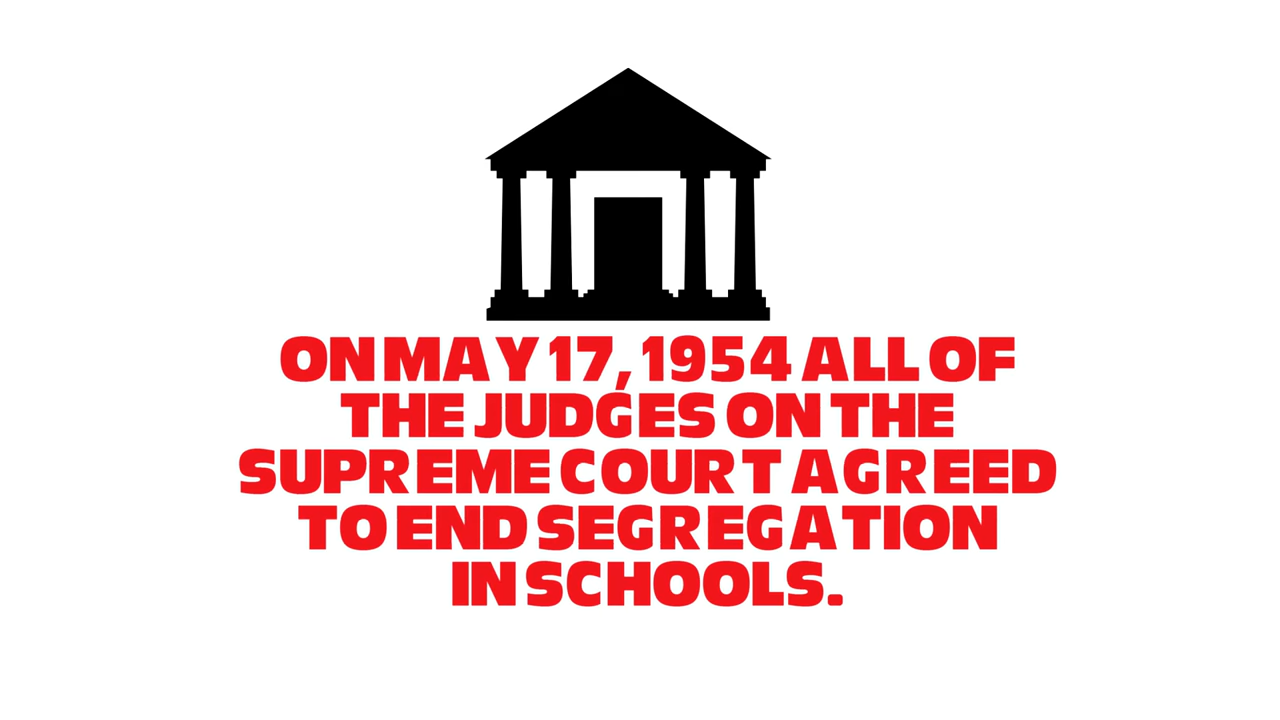 ON MAY 17, 1954 ALL OF
THE JUDGES ON THE
SUPREME COURT AGREED
TO END SEGREGATION
IN SCHOOLS.